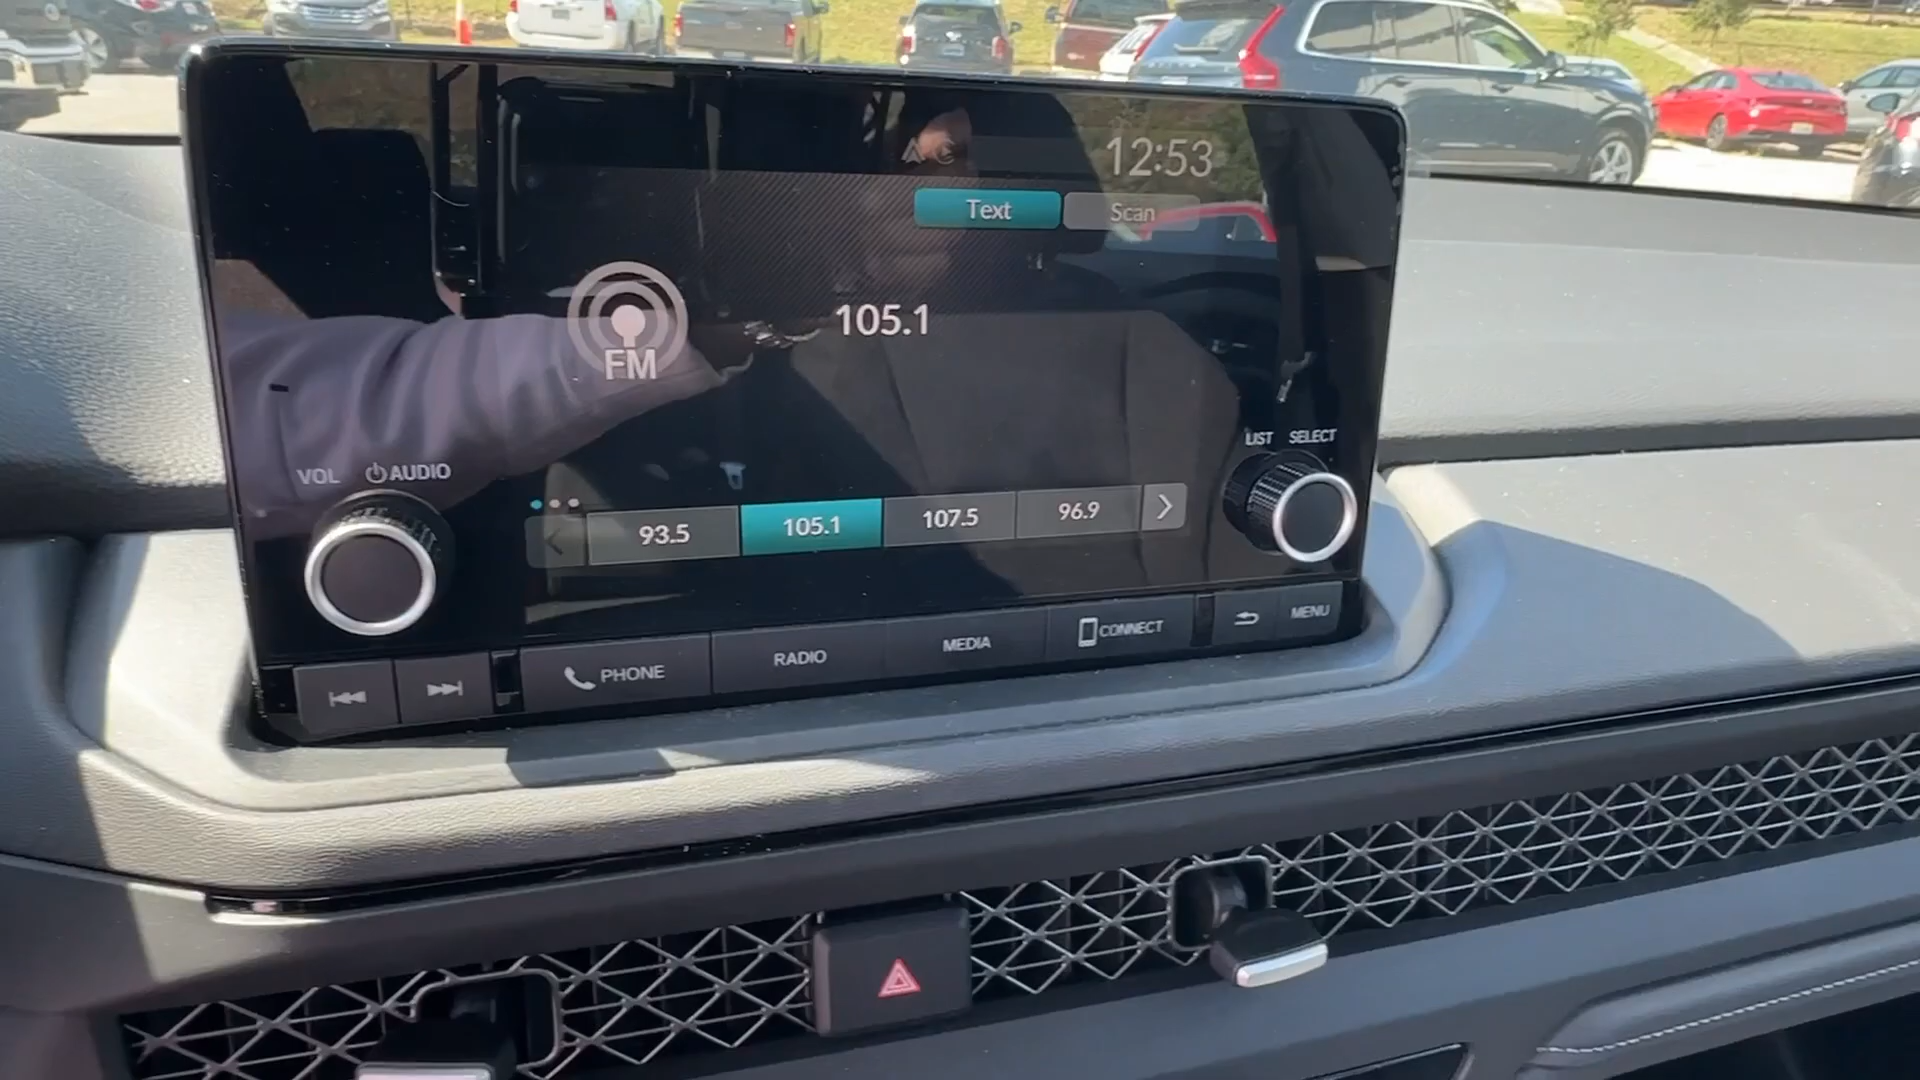 12:53
Text Scan
FM
105.1
LIST SELECT
VOL AUDIO
93.5 105.1 107.5 96.9
PHONE RADIO MEDIA CONNECT MENU